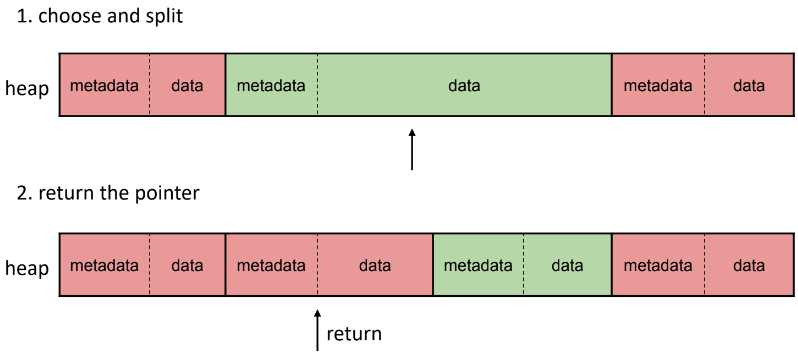 1. choose and split
heap metadata data metadata data metadata data
2. return the pointer
heap metadata data metadata data metadata data metadata data
return